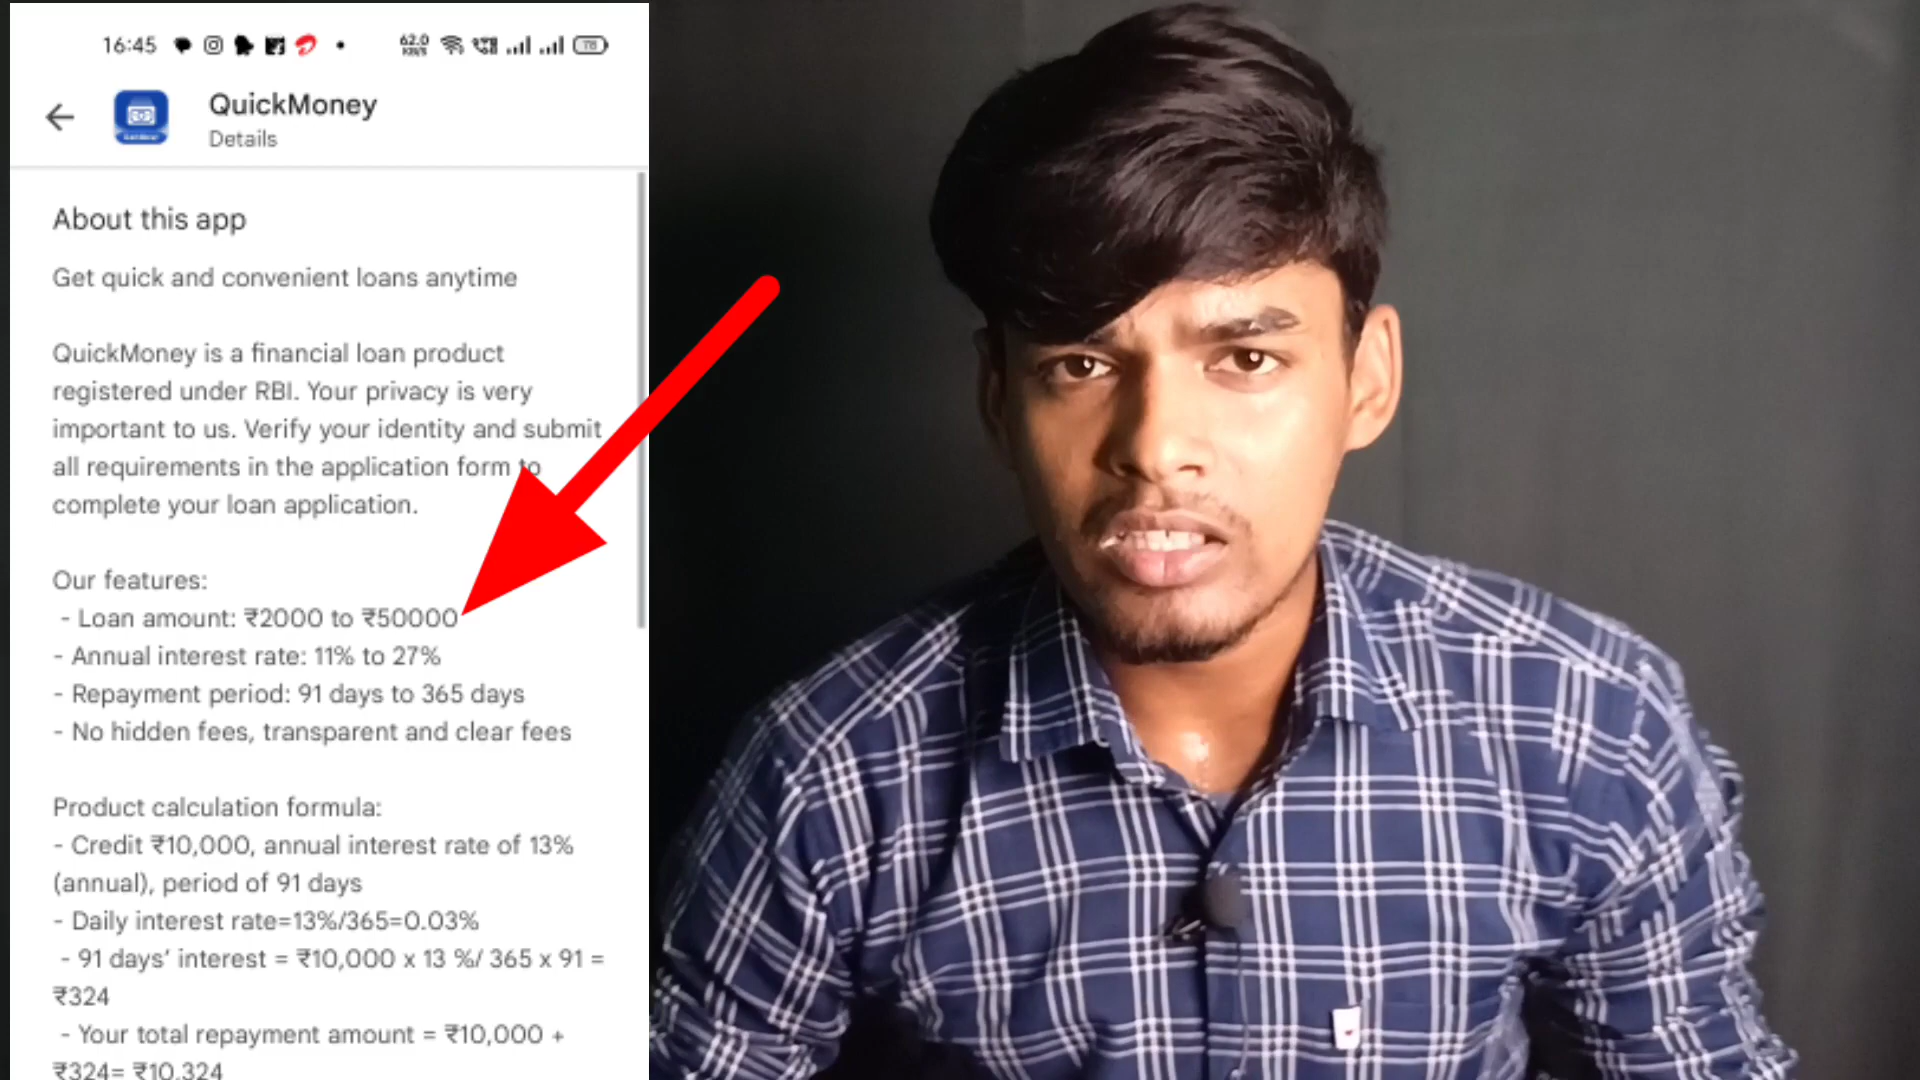 16:45
62.0
KB/S
78
QuickMoney
Details
About this app
Get quick and convenient loans anytime
QuickMoney is a financial loan product
registered under RBI. Your privacy is very
important to us. Verify your identity and submit
all requirements in the application form to
complete your loan application.
Our features:
- Loan amount: ₹2000 to ₹50000
- Annual interest rate: 11% to 27%
- Repayment period: 91 days to 365 days
- No hidden fees, transparent and clear fees
Product calculation formula:
- Credit ₹10,000, annual interest rate of 13%
(annual), period of 91 days
- Daily interest rate=13%/365=0.03%
- 91 days’ interest = ₹10,000 x 13 %/ 365 x 91 =
₹324
- Your total repayment amount = ₹10,000 +
₹324= ₹10,324